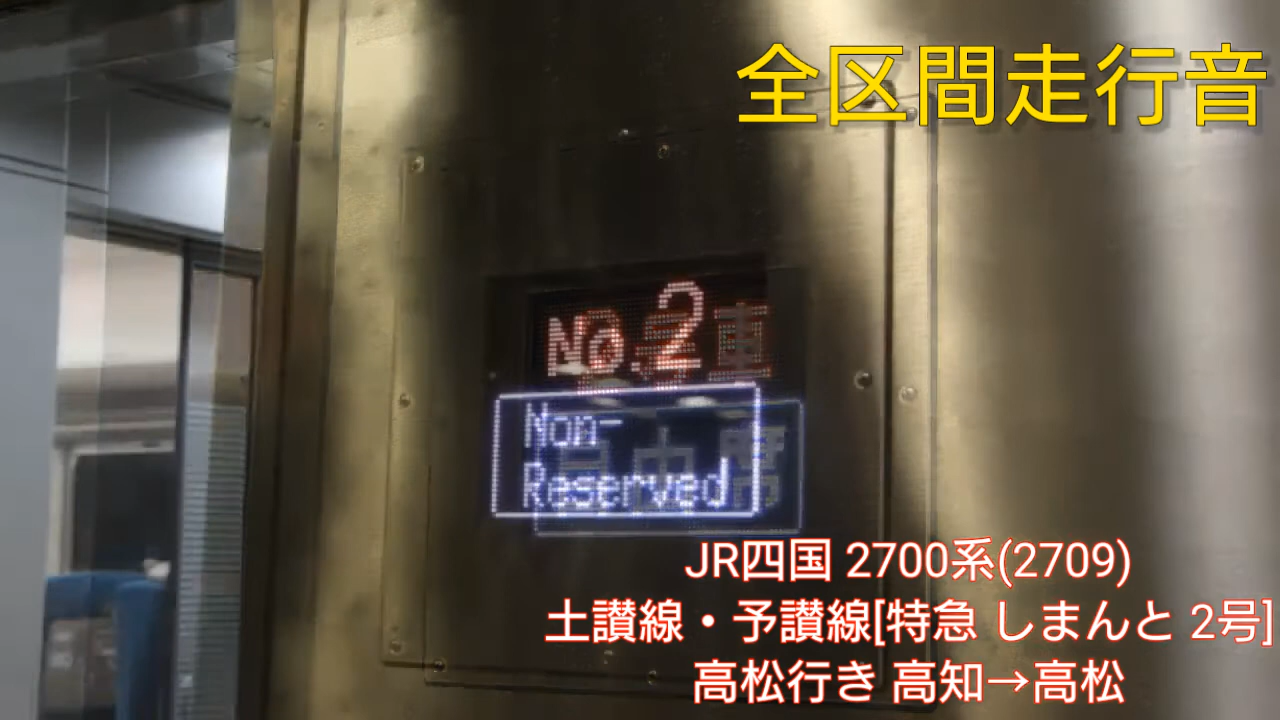 全区間走行音
No.2
Non-
Reserved
JR四国 2700系(2709)
土讃線・予讃線[特急 しまんと 2号]
高松行き 高知→高松